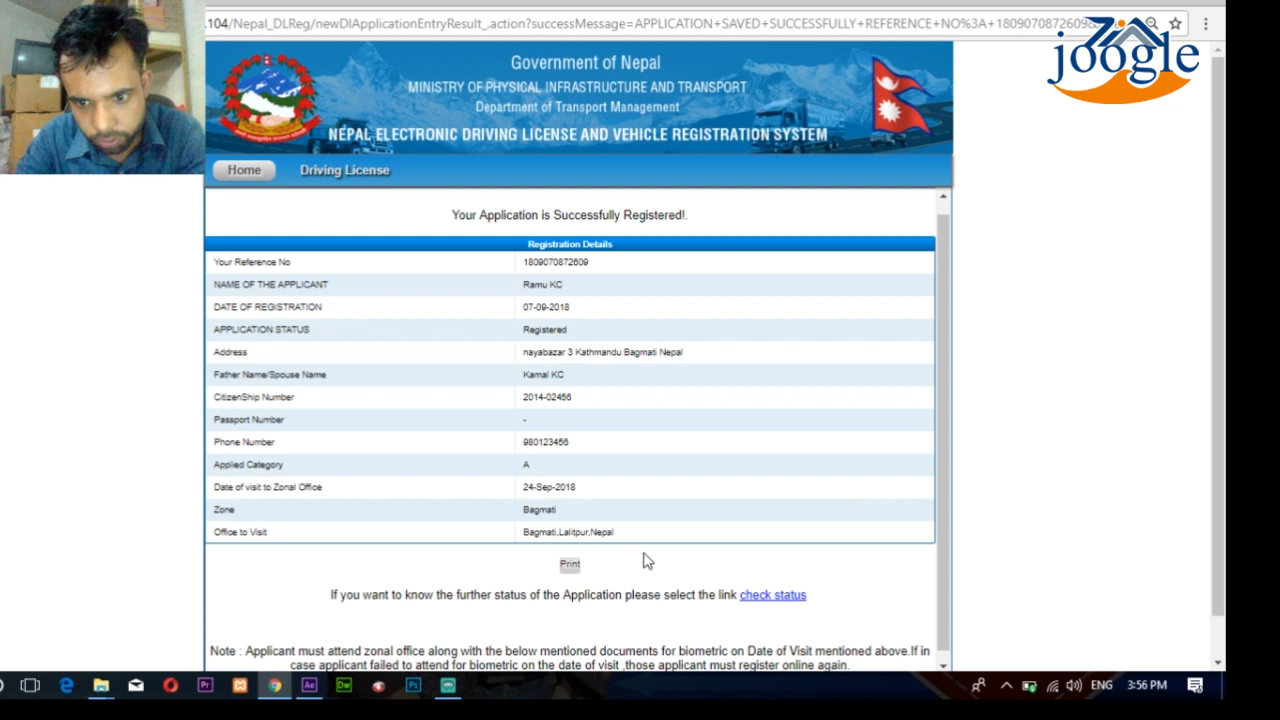 .104/Nepal_DLReg/newDlApplicationEntryResult_.action?successMessage=APPLICATION+SAVED+SUCCESSFULLY+REFERENCE+NO%3A+1809070872609
joogle
Government of Nepal
MINISTRY OF PHYSICAL INFRASTRUCTURE AND TRANSPORT
Department of Transport Management
NEPAL ELECTRONIC DRIVING LICENSE AND VEHICLE REGISTRATION SYSTEM
Home Driving License
Your Application is Successfully Registered!.
Registration Details
Your Reference No 1809070872609
NAME OF THE APPLICANT Ramu KC
DATE OF REGISTRATION 07-09-2018
APPLICATION STATUS Registered
Address nayabazar 3 Kathmandu Bagmati Nepal
Father Name/Spouse Name Kamal KC
CitizenShip Number 2014-02456
Passport Number -
Phone Number 980123456
Applied Category A
Date of visit to Zonal Office 24-Sep-2018
Zone Bagmati
Office to Visit Bagmati,Lalitpur,Nepal
Print
If you want to know the further status of the Application please select the link check status
Note : Applicant must attend zonal office along with the below mentioned documents for biometric on Date of Visit mentioned above.If in
case applicant failed to attend for biometric on the date of visit ,those applicant must register online again.
Pr Ae Dw Ps ENG 3:56 PM